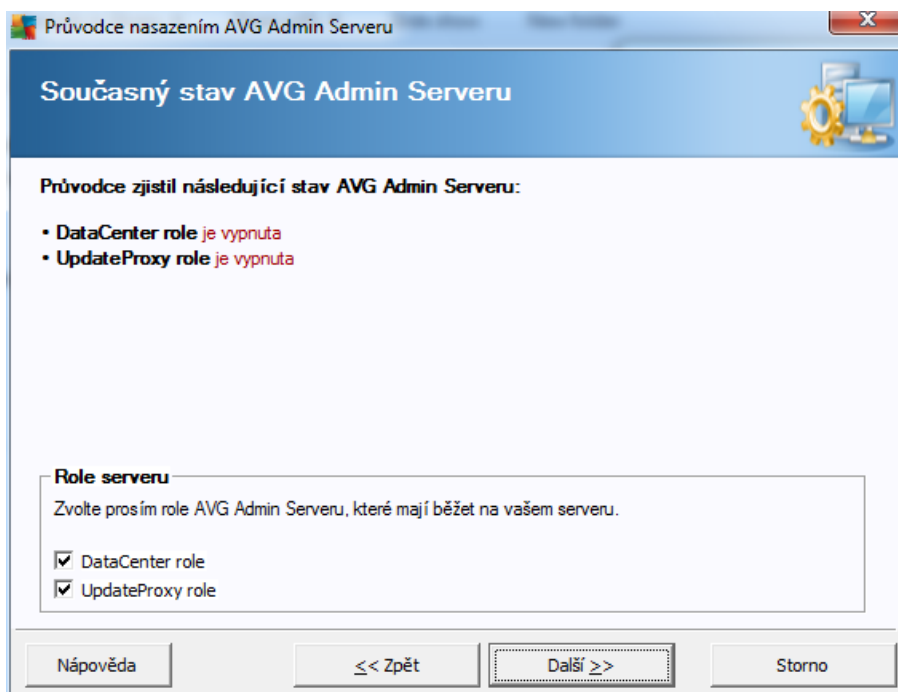 Průvodce nasazením AVG Admin Serveru
Současný stav AVG Admin Serveru
Průvodce zjistil následující stav AVG Admin Serveru:
• DataCenter role je vypnuta
• UpdateProxy role je vypnuta
Role serveru
Zvolte prosím role AVG Admin Serveru, které mají běžet na vašem serveru.
DataCenter role
UpdateProxy role
Nápověda
<< Zpět
Další >>
Storno